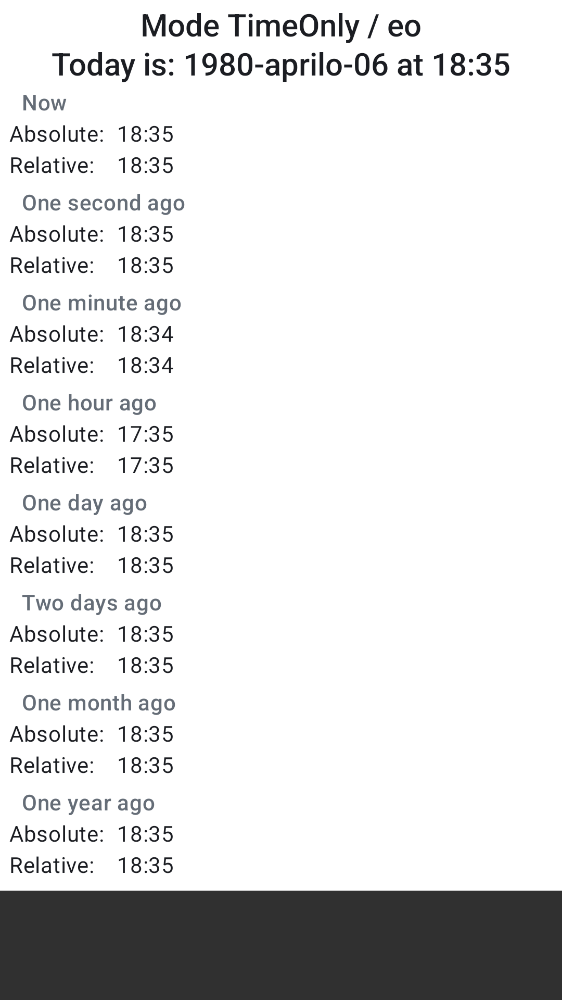 Mode TimeOnly / eo
Today is: 1980-aprilo-06 at 18:35
Now
Absolute: 18:35
Relative: 18:35
One second ago
Absolute: 18:35
Relative: 18:35
One minute ago
Absolute: 18:34
Relative: 18:34
One hour ago
Absolute: 17:35
Relative: 17:35
One day ago
Absolute: 18:35
Relative: 18:35
Two days ago
Absolute: 18:35
Relative: 18:35
One month ago
Absolute: 18:35
Relative: 18:35
One year ago
Absolute: 18:35
Relative: 18:35